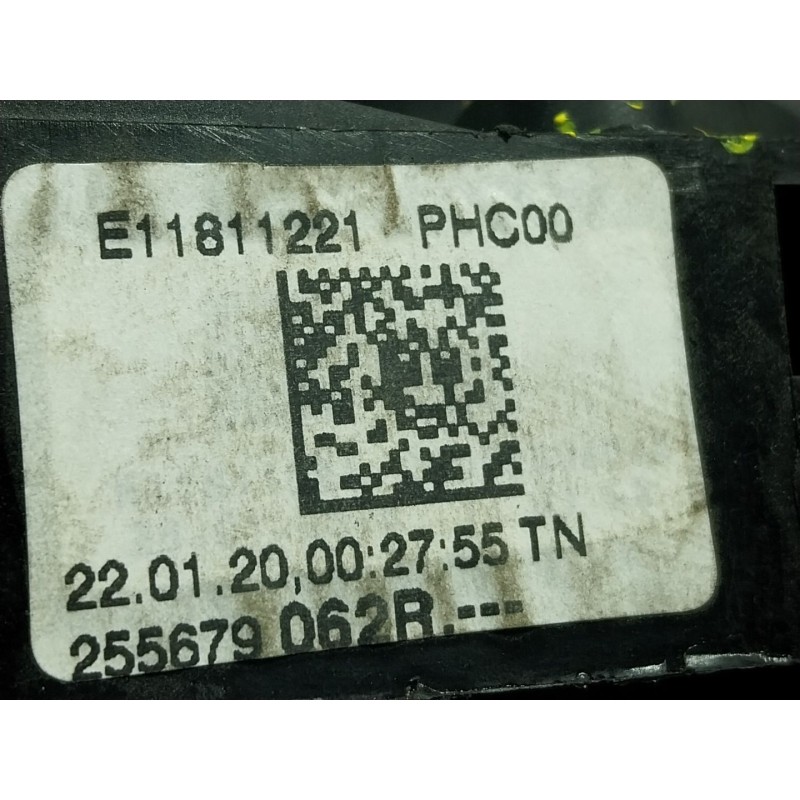 E11811221 PHC00
22.01.20,00:27:55 TN
255679 062R.---